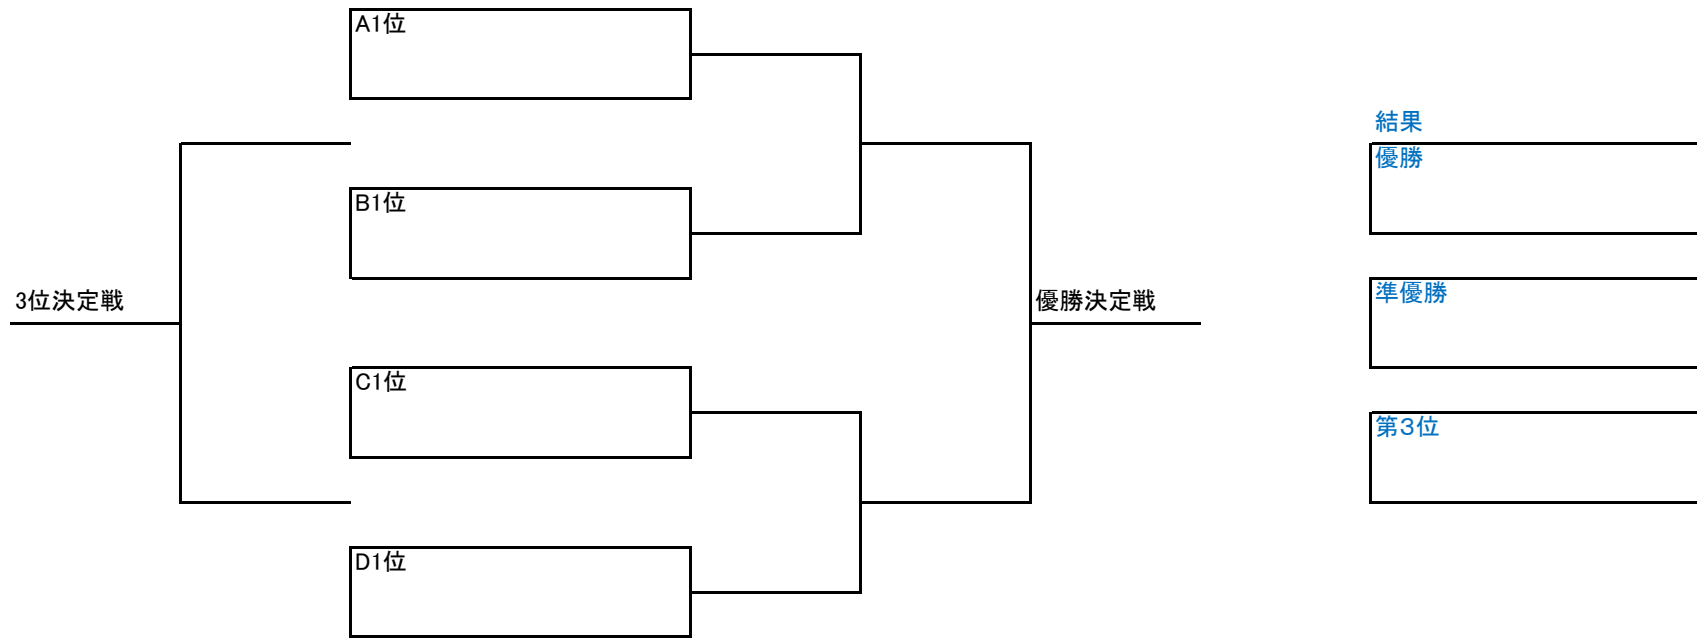 A1位
結果
優勝
B1位
3位決定戦
優勝決定戦
準優勝
C1位
第3位
D1位